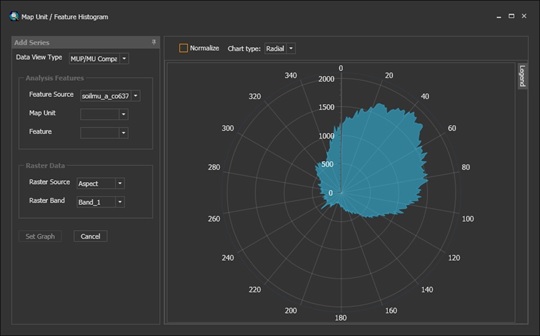 Map Unit / Feature Histogram
Add Series
Data View Type MUP/MU Compa
Analysis Features
Feature Source soilmu_a_co637
Map Unit
Feature
Raster Data
Raster Source Aspect
Raster Band Band_1
Set Graph Cancel
Normalize Chart type: Radial
Legend
0
340 2000 20
320 1500 40
300 1000 60
280 500 80
260 0 100
240 120
220 140
200 160
180